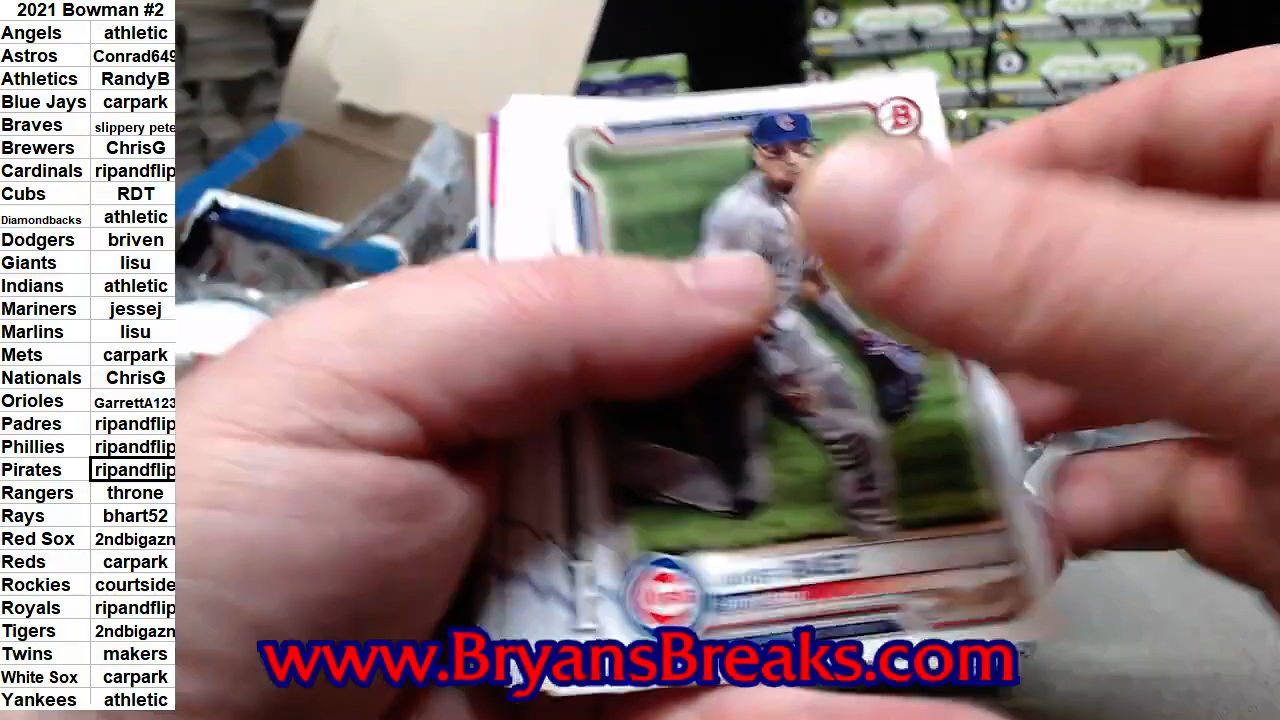 2021 Bowman #2
Angels athletic
Astros Conrad649
Athletics RandyB
Blue Jays carpark
Braves slippery pete
Brewers ChrisG
Cardinals ripandflip
Cubs RDT
Diamondbacks athletic
Dodgers briven
Giants lisu
Indians athletic
Mariners jessej
Marlins lisu
Mets carpark
Nationals ChrisG
Orioles GarrettA123
Padres ripandflip
Phillies ripandflip
Pirates ripandflip
Rangers throne
Rays bhart52
Red Sox 2ndbigazn
Reds carpark
Rockies courtside
Royals ripandflip
Tigers 2ndbigazn
Twins makers
White Sox carpark
Yankees athletic
B
www.BryansBreaks.com